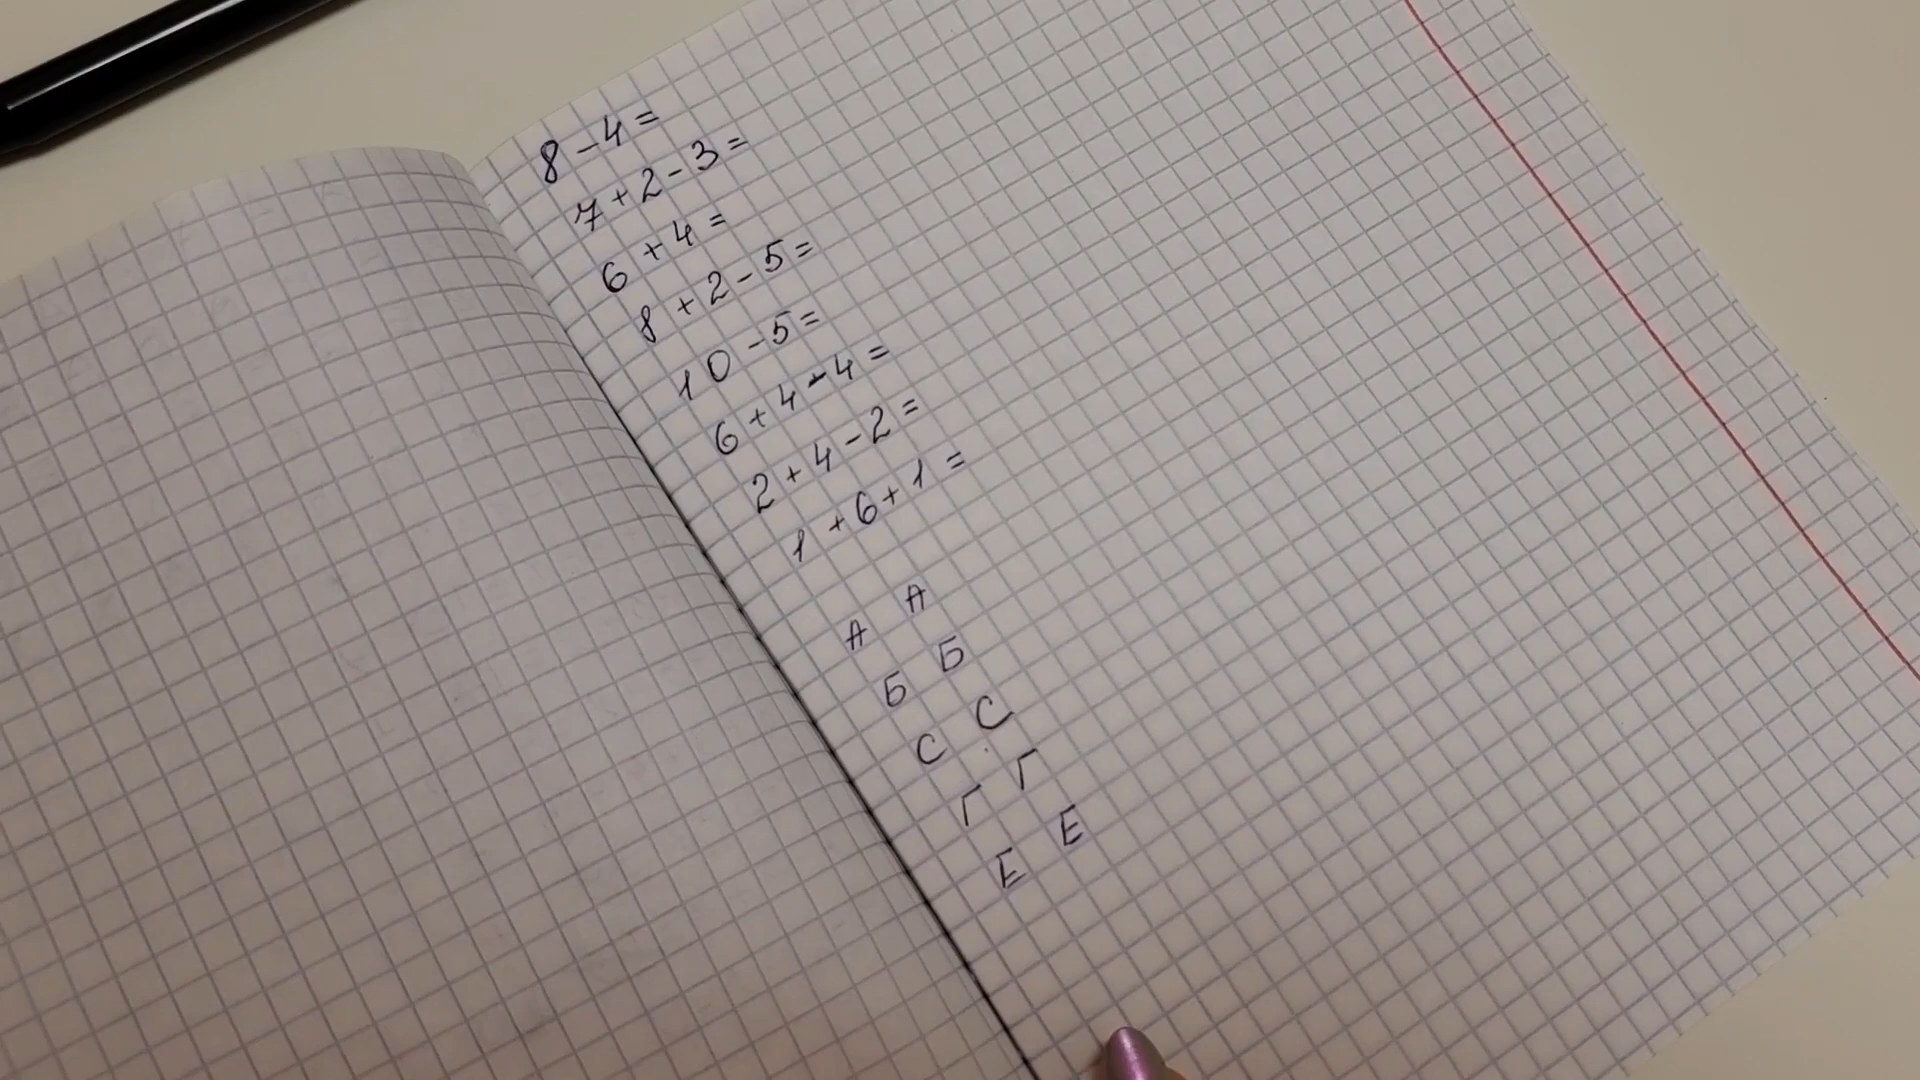 8 - 4 =
7 + 2 - 3 =
6 + 4 =
8 + 2 - 5 =
10 - 5 =
6 + 4 - 4 =
2 + 4 - 2 =
1 + 6 + 1 =
А А
Б Б
С С
Г Г
Е Е